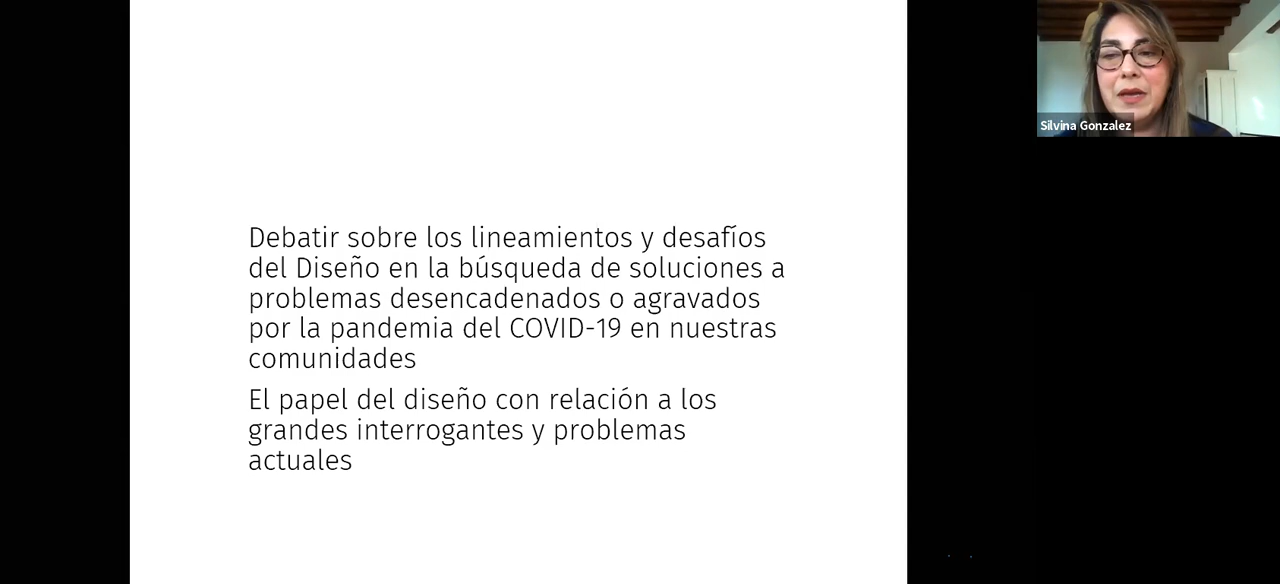 Debatir sobre los lineamientos y desafíos
del Diseño en la búsqueda de soluciones a
problemas desencadenados o agravados
por la pandemia del COVID-19 en nuestras
comunidades
El papel del diseño con relación a los
grandes interrogantes y problemas
actuales
Silvina Gonzalez